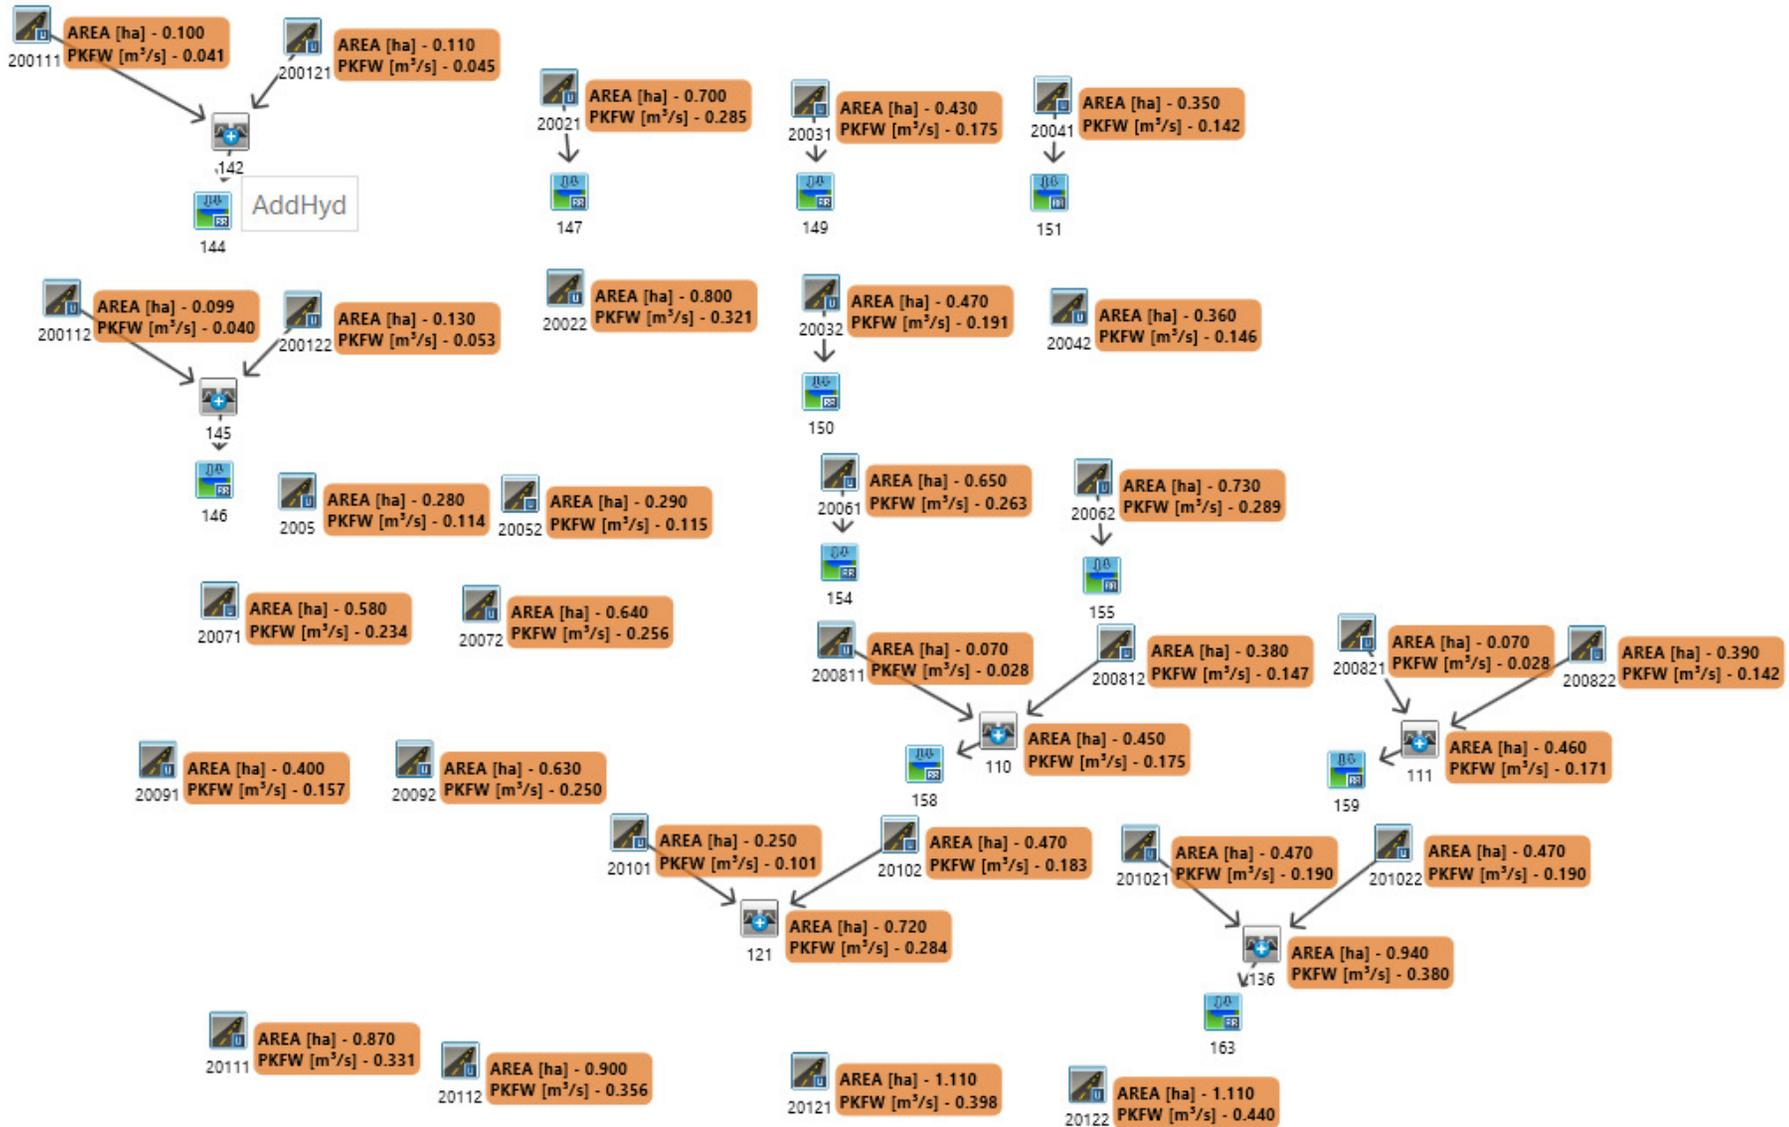 AREA [ha] - 0.100
PKFW [m³/s] - 0.041
200111
AREA [ha] - 0.110
PKFW [m³/s] - 0.045
200121
142
AddHyd
144
AREA [ha] - 0.700
PKFW [m³/s] - 0.285
20021
147
AREA [ha] - 0.430
PKFW [m³/s] - 0.175
20031
149
AREA [ha] - 0.350
PKFW [m³/s] - 0.142
20041
151
AREA [ha] - 0.099
PKFW [m³/s] - 0.040
200112
AREA [ha] - 0.130
PKFW [m³/s] - 0.053
200122
145
146
AREA [ha] - 0.800
PKFW [m³/s] - 0.321
20022
AREA [ha] - 0.470
PKFW [m³/s] - 0.191
20032
150
AREA [ha] - 0.360
PKFW [m³/s] - 0.146
20042
AREA [ha] - 0.280
PKFW [m³/s] - 0.114
2005
AREA [ha] - 0.290
PKFW [m³/s] - 0.115
20052
AREA [ha] - 0.650
PKFW [m³/s] - 0.263
20061
154
AREA [ha] - 0.730
PKFW [m³/s] - 0.289
20062
155
AREA [ha] - 0.580
PKFW [m³/s] - 0.234
20071
AREA [ha] - 0.640
PKFW [m³/s] - 0.256
20072
AREA [ha] - 0.070
PKFW [m³/s] - 0.028
200811
AREA [ha] - 0.380
PKFW [m³/s] - 0.147
200812
AREA [ha] - 0.450
PKFW [m³/s] - 0.175
110
158
AREA [ha] - 0.070
PKFW [m³/s] - 0.028
200821
AREA [ha] - 0.390
PKFW [m³/s] - 0.142
200822
AREA [ha] - 0.460
PKFW [m³/s] - 0.171
111
159
AREA [ha] - 0.400
PKFW [m³/s] - 0.157
20091
AREA [ha] - 0.630
PKFW [m³/s] - 0.250
20092
AREA [ha] - 0.250
PKFW [m³/s] - 0.101
20101
AREA [ha] - 0.470
PKFW [m³/s] - 0.183
20102
AREA [ha] - 0.720
PKFW [m³/s] - 0.284
121
AREA [ha] - 0.470
PKFW [m³/s] - 0.190
201021
AREA [ha] - 0.470
PKFW [m³/s] - 0.190
201022
AREA [ha] - 0.940
PKFW [m³/s] - 0.380
136
163
AREA [ha] - 0.870
PKFW [m³/s] - 0.331
20111
AREA [ha] - 0.900
PKFW [m³/s] - 0.356
20112
AREA [ha] - 1.110
PKFW [m³/s] - 0.398
20121
AREA [ha] - 1.110
PKFW [m³/s] - 0.440
20122